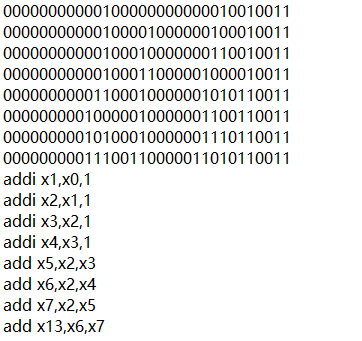 00000000000100000000000010010011
00000000000100001000000100010011
00000000000100010000000110010011
00000000000100011000001000010011
00000000001100010000001010110011
00000000010000010000001100110011
00000000010100010000001110110011
00000000011100110000011010110011
addi x1,x0,1
addi x2,x1,1
addi x3,x2,1
addi x4,x3,1
add x5,x2,x3
add x6,x2,x4
add x7,x2,x5
add x13,x6,x7